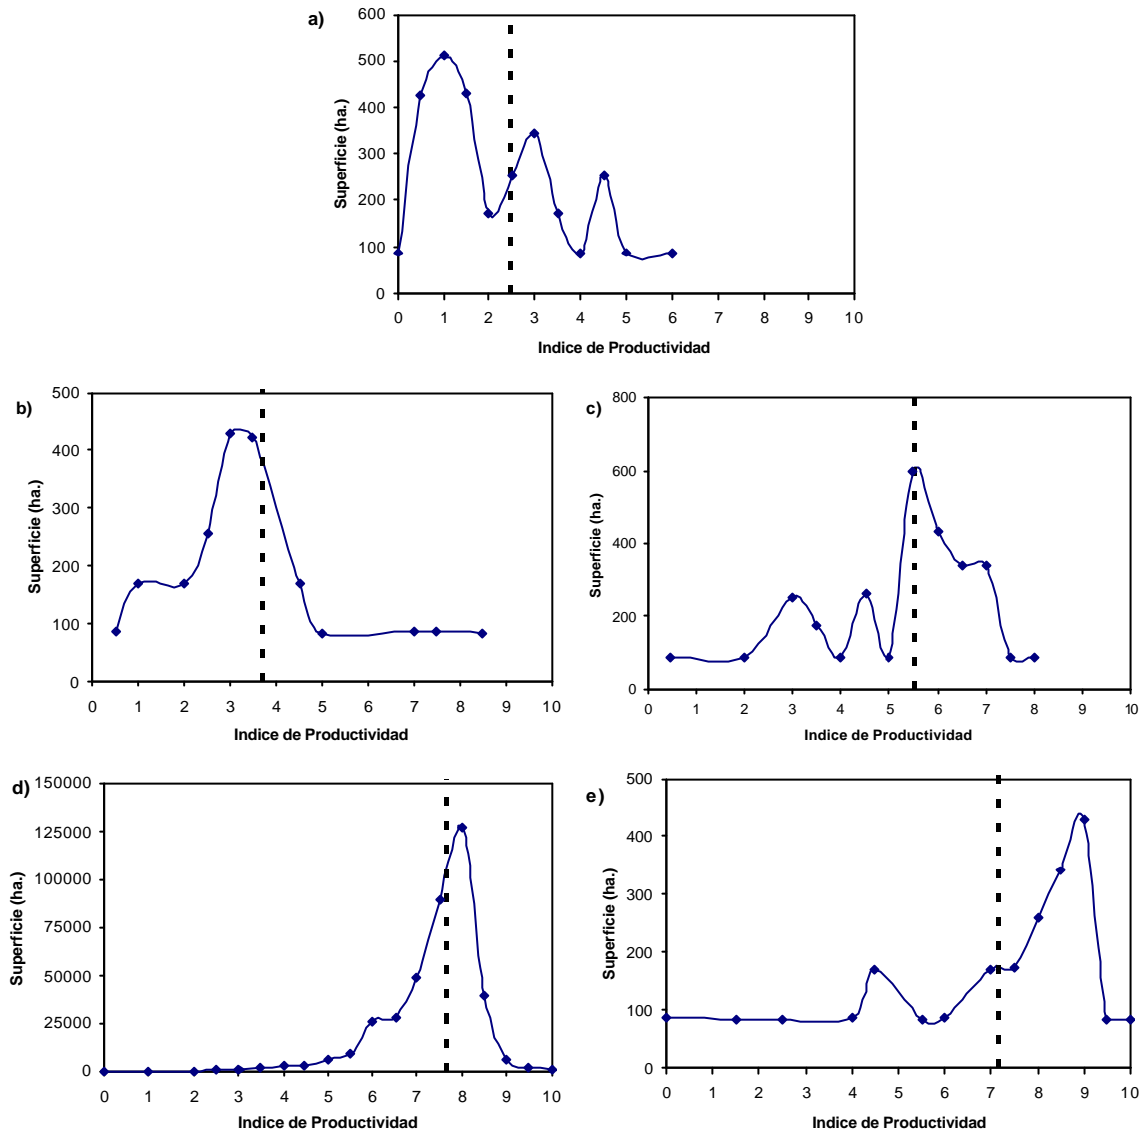 a)
600
500
400
300
200
100
0
Superficie (ha.)
0 1 2 3 4 5 6 7 8 9 10
Indice de Productividad
b)
500
400
300
200
100
0
Superficie (ha.)
0 1 2 3 4 5 6 7 8 9 10
Indice de Productividad
c)
800
600
400
200
0
Superficie (ha.)
0 1 2 3 4 5 6 7 8 9 10
Indice de Productividad
d)
150000
125000
100000
75000
50000
25000
0
Superficie (ha.)
0 1 2 3 4 5 6 7 8 9 10
Indice de Productividad
e)
500
400
300
200
100
0
Superficie (ha.)
0 1 2 3 4 5 6 7 8 9 10
Indice de Productividad